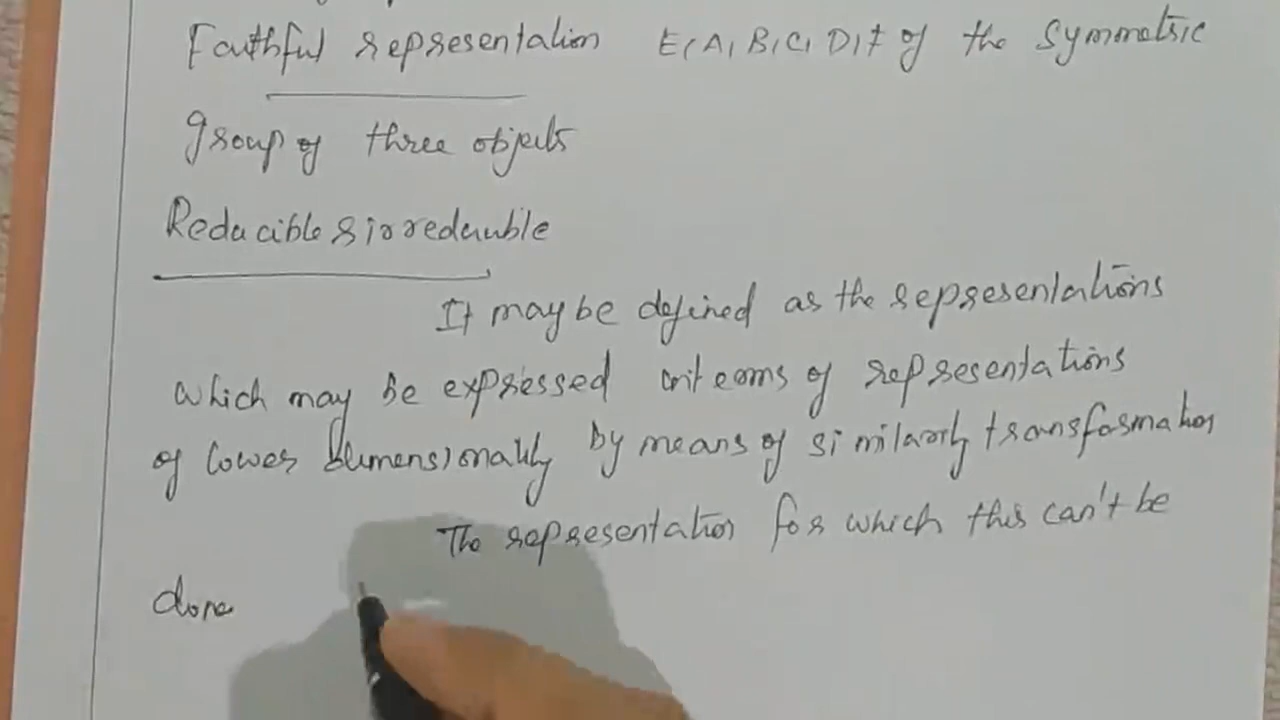 Faithful representation E, A, B, C, D, F of the symmetric
group of three objects
Reducible & irreducible
It may be defined as the representations
which may be expressed in terms of representations
of lower dimensionality by means of similarity transformation
The representation for which this can't be
done